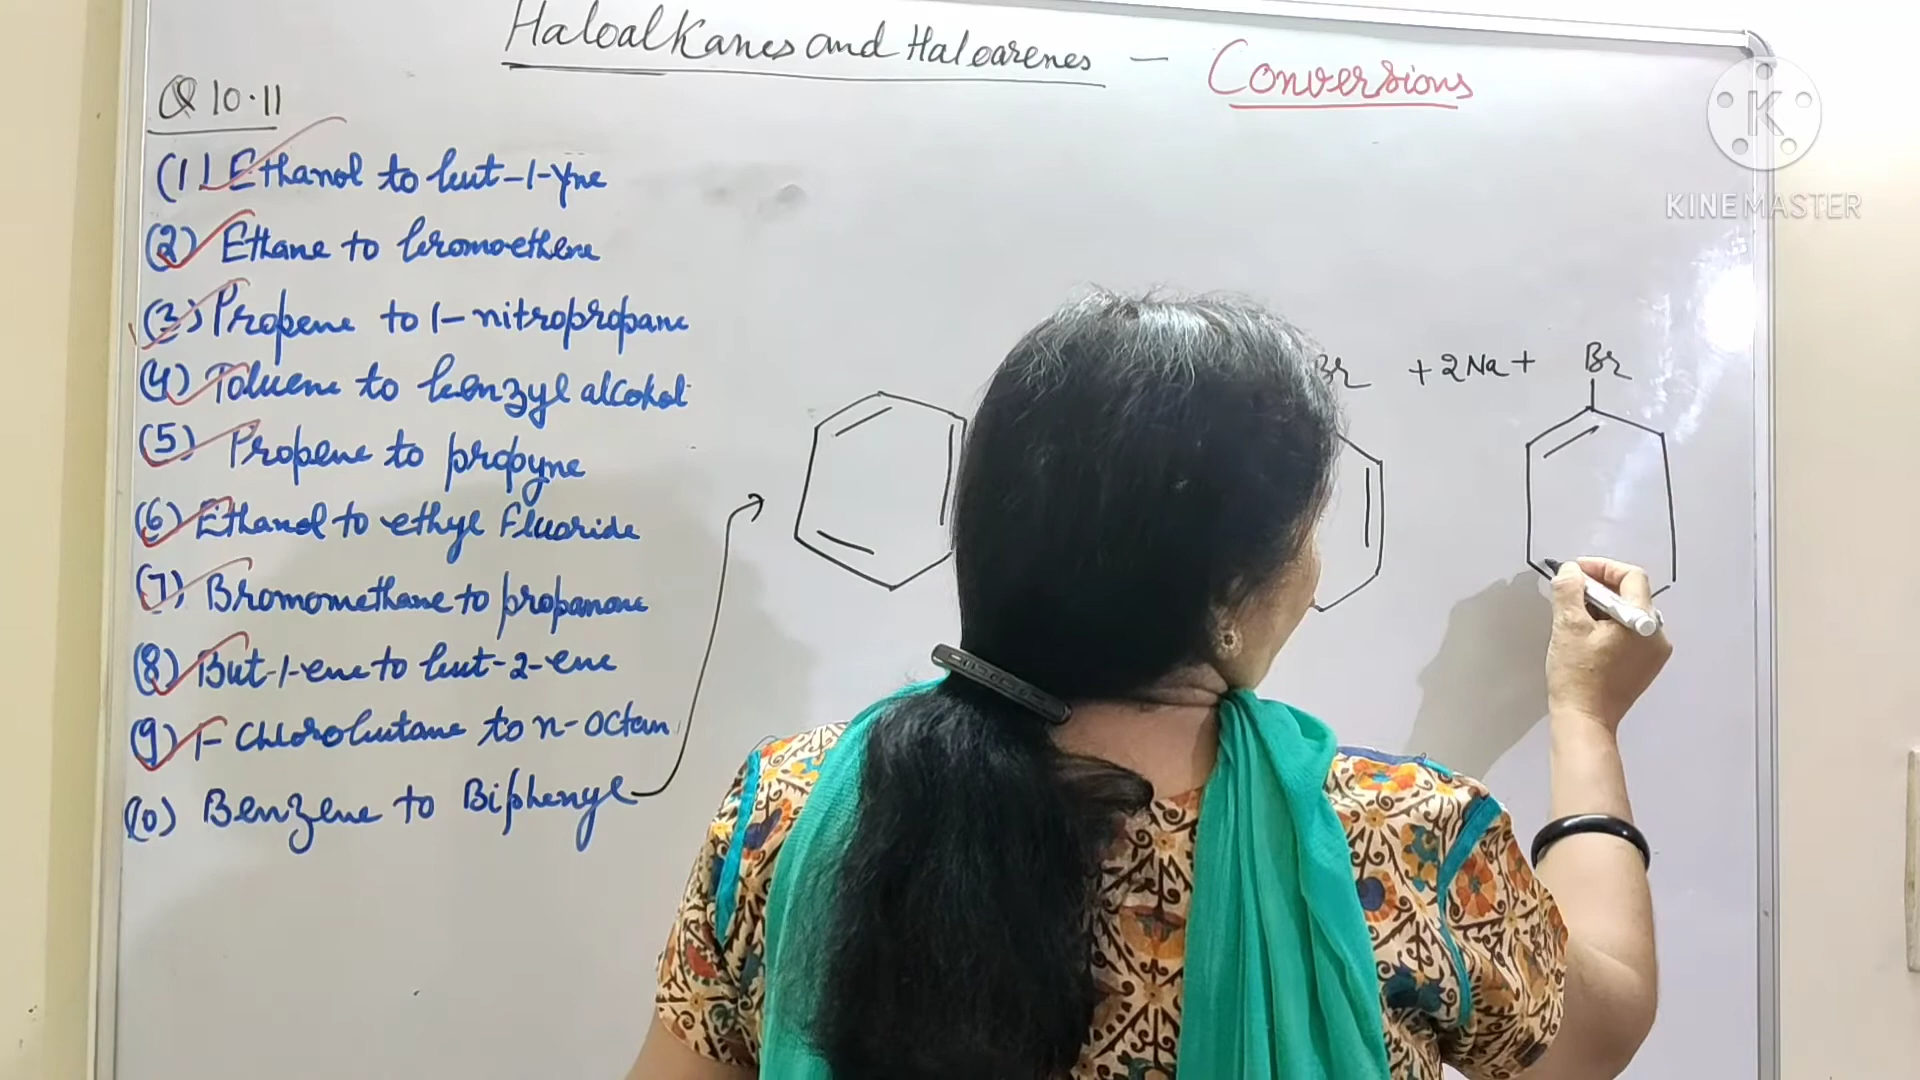 Haloalkanes and Haloarenes - Conversions
Q 10.11
(1) Ethanol to but-1-yne
(2) Ethane to bromoethene
(3) Propene to 1-nitropropane
(4) Toluene to benzyl alcohol
(5) Propene to propyne
(6) Ethanol to ethyl fluoride
(7) Bromomethane to propanone
(8) But-1-ene to but-2-ene
(9) 1-Chlorobutane to n-octan
(10) Benzene to Biphenyl
Br + 2Na + Br
K
KINEMASTER